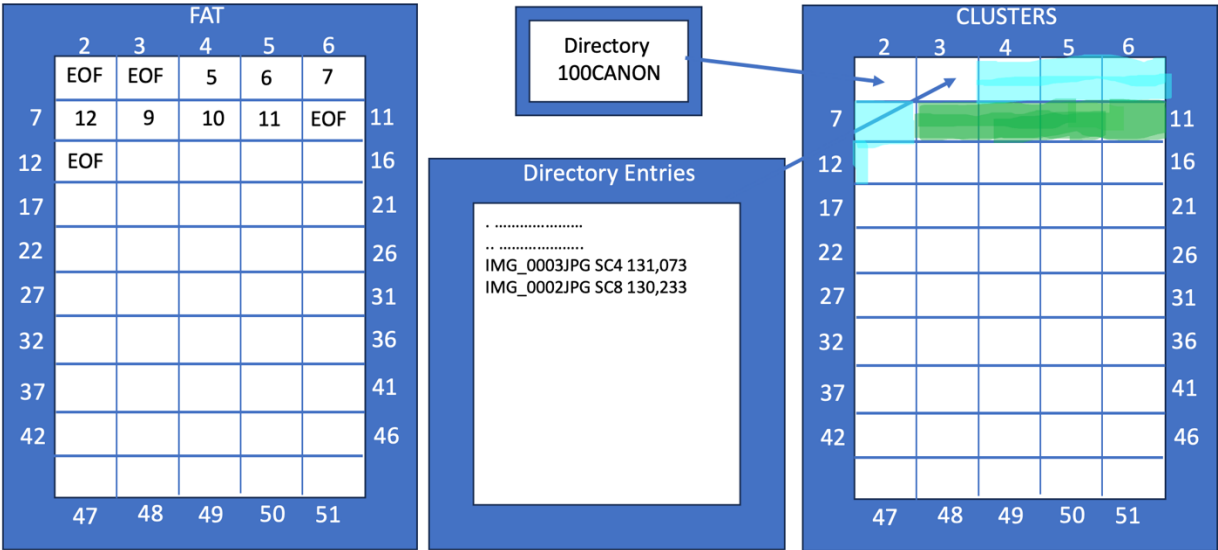 FAT
2 3 4 5 6
EOF EOF 5 6 7
7 12 9 10 11 EOF 11
12 EOF 16
17 21
22 26
27 31
32 36
37 41
42 46
47 48 49 50 51
Directory
100CANON
Directory Entries
. .....................
.. .....................
IMG_0003JPG SC4 131,073
IMG_0002JPG SC8 130,233
CLUSTERS
2 3 4 5 6
7 11
12 16
17 21
22 26
27 31
32 36
37 41
42 46
47 48 49 50 51